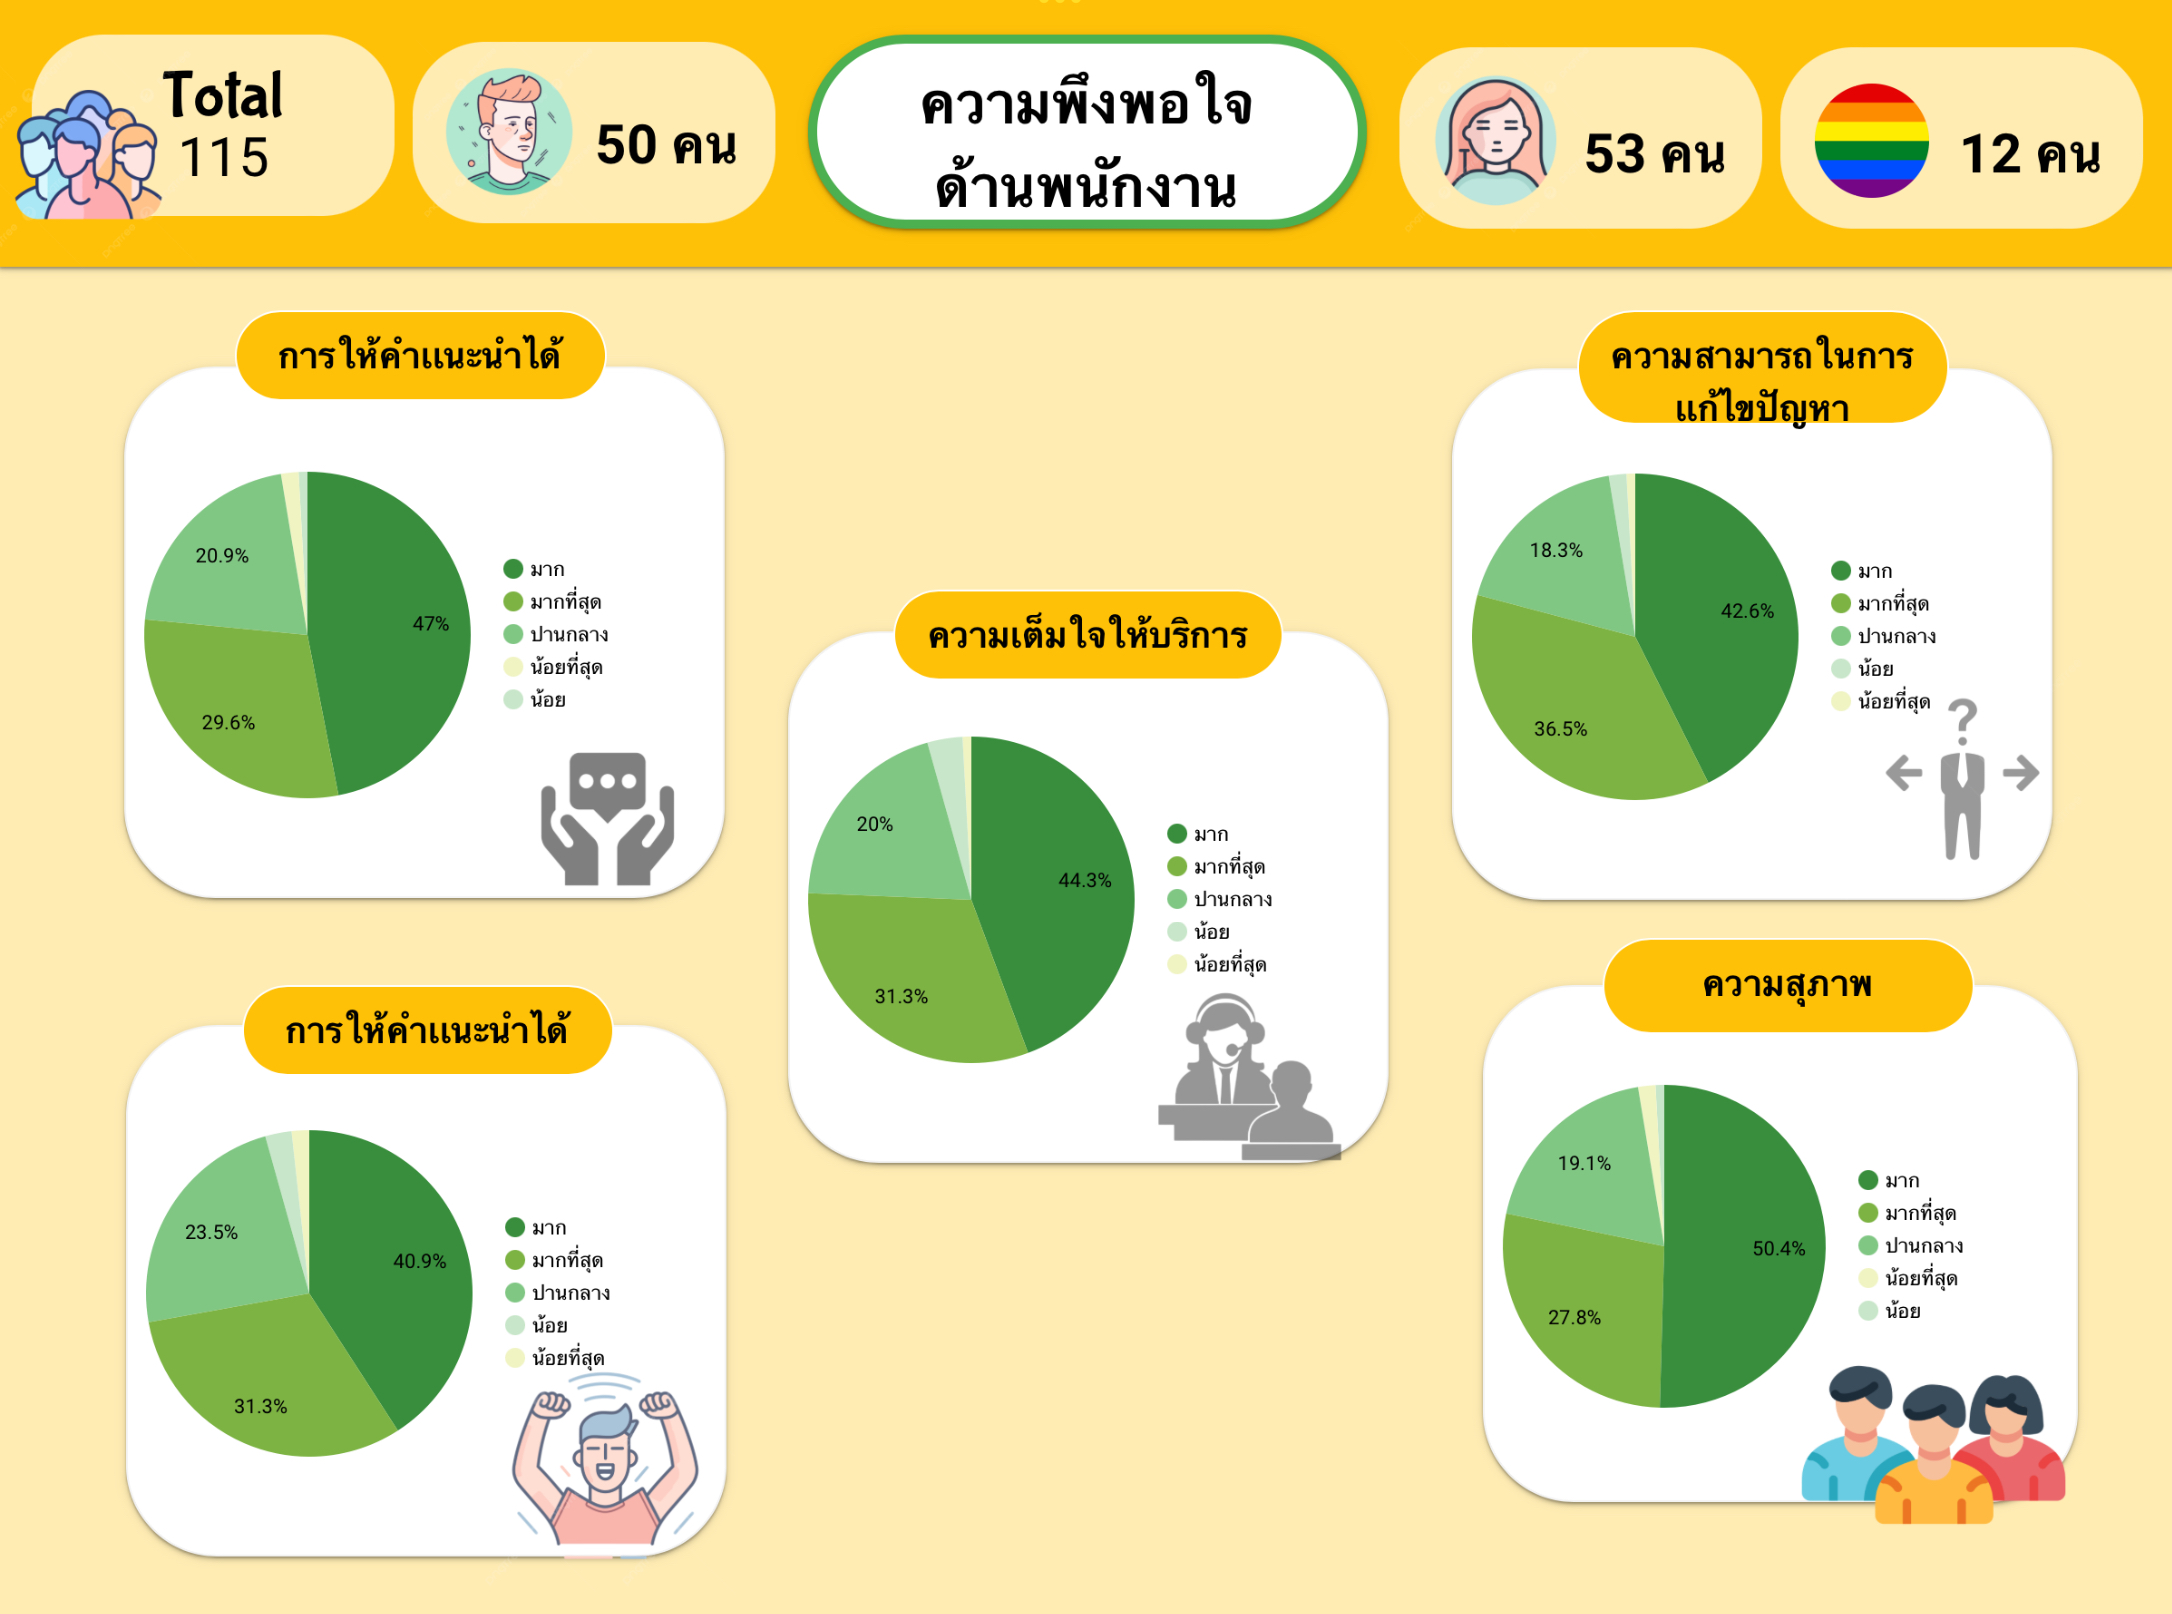 Total
115
50 คน
ความพึงพอใจ
ด้านพนักงาน
53 คน
12 คน
การให้คำแนะนำได้
20.9%
47%
29.6%
มาก
มากที่สุด
ปานกลาง
น้อยที่สุด
น้อย
ความสามารถในการ
แก้ไขปัญหา
18.3%
42.6%
36.5%
มาก
มากที่สุด
ปานกลาง
น้อย
น้อยที่สุด
?
ความเต็มใจให้บริการ
20%
44.3%
31.3%
มาก
มากที่สุด
ปานกลาง
น้อย
น้อยที่สุด
การให้คำแนะนำได้
23.5%
40.9%
31.3%
มาก
มากที่สุด
ปานกลาง
น้อย
น้อยที่สุด
ความสุภาพ
19.1%
50.4%
27.8%
มาก
มากที่สุด
ปานกลาง
น้อยที่สุด
น้อย